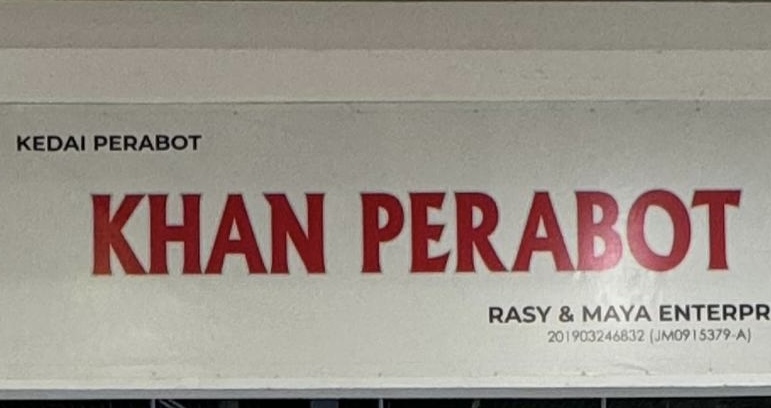 KEDAI PERABOT
KHAN PERABOT
RASY & MAYA ENTERPR
201903246832 (JM0915379-A)